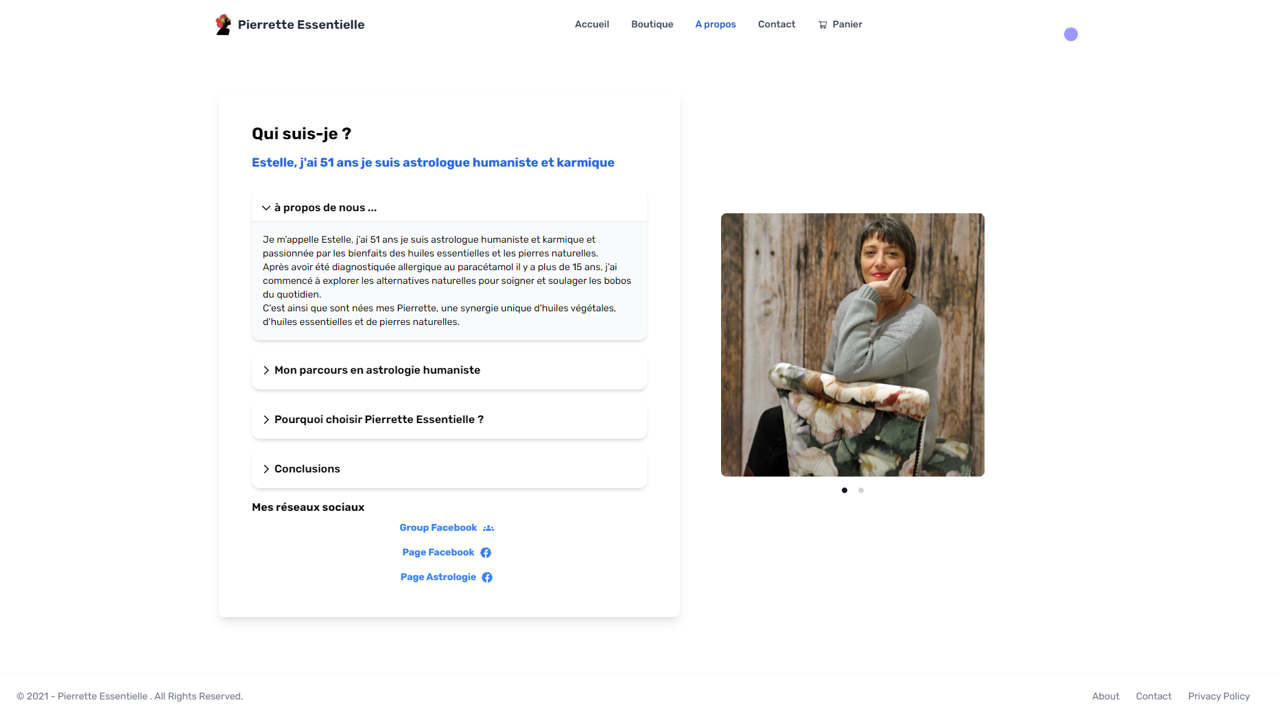 Pierrette Essentielle
Accueil Boutique A propos Contact Panier
Qui suis-je ?
Estelle, j'ai 51 ans je suis astrologue humaniste et karmique
à propos de nous ...
Je m'appelle Estelle, j'ai 51 ans je suis astrologue humaniste et karmique et
passionnée par les bienfaits des huiles essentielles et les pierres naturelles.
Après avoir été diagnostiquée allergique au paracétamol il y a plus de 15 ans, j'ai
commencé à explorer les alternatives naturelles pour soigner et soulager les bobos
du quotidien.
C'est ainsi que sont nées mes Pierrette, une synergie unique d'huiles végétales,
d'huiles essentielles et de pierres naturelles.
Mon parcours en astrologie humaniste
Pourquoi choisir Pierrette Essentielle ?
Conclusions
Mes réseaux sociaux
Group Facebook
Page Facebook
Page Astrologie
© 2021 - Pierrette Essentielle . All Rights Reserved.
About Contact Privacy Policy